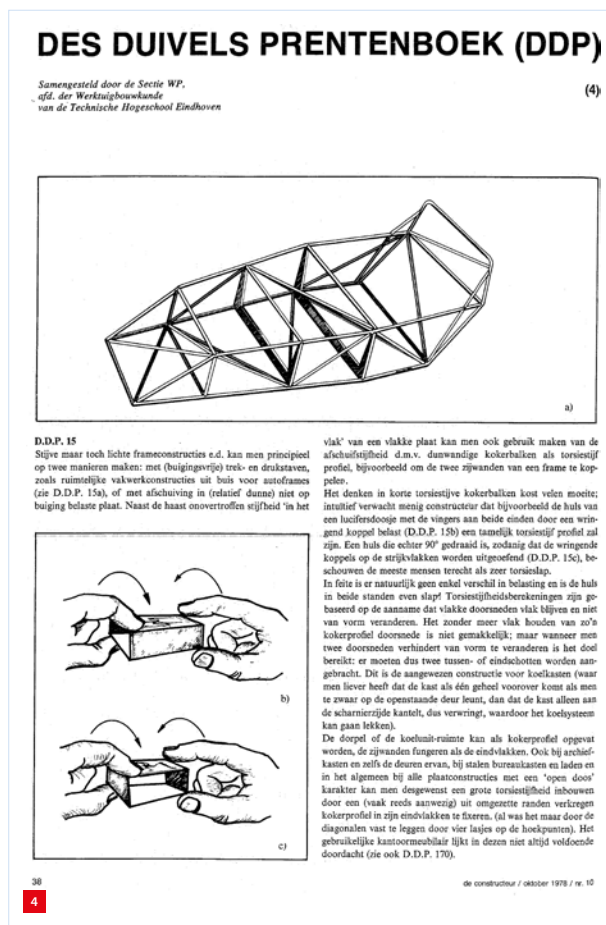 DES DUIVELS PRENTENBOEK (DDP)
Samengesteld door de Sectie WP,
afd. der Werktuigbouwkunde
van de Technische Hogeschool Eindhoven
(4)
a)
D.D.P. 15
Stijve maar toch lichte frameconstructies e.d. kan men principieel
op twee manieren maken: met (buigingsvrije) trek- en drukstaven,
zoals ruimtelijke vakwerkconstructies uit buis voor autoframes
(zie D.D.P. 15a), of met afschuiving in (relatief dunne) niet op
buiging belaste plaat. Naast de haast onovertroffen stijfheid 'in het
b)
c)
vlak' van een vlakke plaat kan men ook gebruik maken van de
afschuifstijfheid d.m.v. dunwandige kokerbalken als torsiestijf
profiel, bijvoorbeeld om de twee zijwanden van een frame te kop-
pelen.
Het denken in korte torsiestijve kokerbalken kost velen moeite;
intuïtief verwacht menig constructeur dat bijvoorbeeld de huls van
een lucifersdoosje met de vingers aan beide einden door een wrin-
gend koppel belast (D.D.P. 15b) een tamelijk torsiestijf profiel zal
zijn. Een huls die echter 90° gedraaid is, zodanig dat de wringende
koppels op de strijkvlakken worden uitgeoefend (D.D.P. 15c), be-
schouwen de meeste mensen terecht als zeer torsieslap.
In feite is er natuurlijk geen enkel verschil in belasting en is de huls
in beide standen even slap! Torsiestijfheidsberekeningen zijn ge-
baseerd op de aanname dat vlakke doorsneden vlak blijven en niet
van vorm veranderen. Het zonder meer vlak houden van zo'n
kokerprofiel doorsnede is niet gemakkelijk; maar wanneer men
twee doorsneden verhindert van vorm te veranderen is het doel
bereikt: er moeten dus twee tussen- of eindschotten worden aan-
gebracht. Dit is de aangewezen constructie voor koelkasten (waar
men liever heeft dat de kast als één geheel voorover komt als men
te zwaar op de openstaande deur leunt, dan dat de kast alleen aan
de scharnierzijde kantelt, dus verwringt, waardoor het koelsysteem
kan gaan lekken).
De dorpel of de koelunit-ruimte kan als kokerprofiel opgevat
worden, de zijwanden fungeren als de eindvlakken. Ook bij archief-
kasten en zelfs de deuren ervan, bij stalen bureaukasten en laden en
in het algemeen bij alle plaatconstructies met een 'open doos'
karakter kan men desgewenst een grote torsiestijfheid inbouwen
door een (vaak reeds aanwezig) uit omgezette randen verkregen
kokerprofiel in zijn eindvlakken te fixeren. (al was het maar door de
diagonalen vast te leggen door vier lasjes op de hoekpunten). Het
gebruikelijke kantoormeubilair lijkt in dezen niet altijd voldoende
doordacht (zie ook D.D.P. 170).
38
de constructeur / oktober 1978 / nr. 10
4